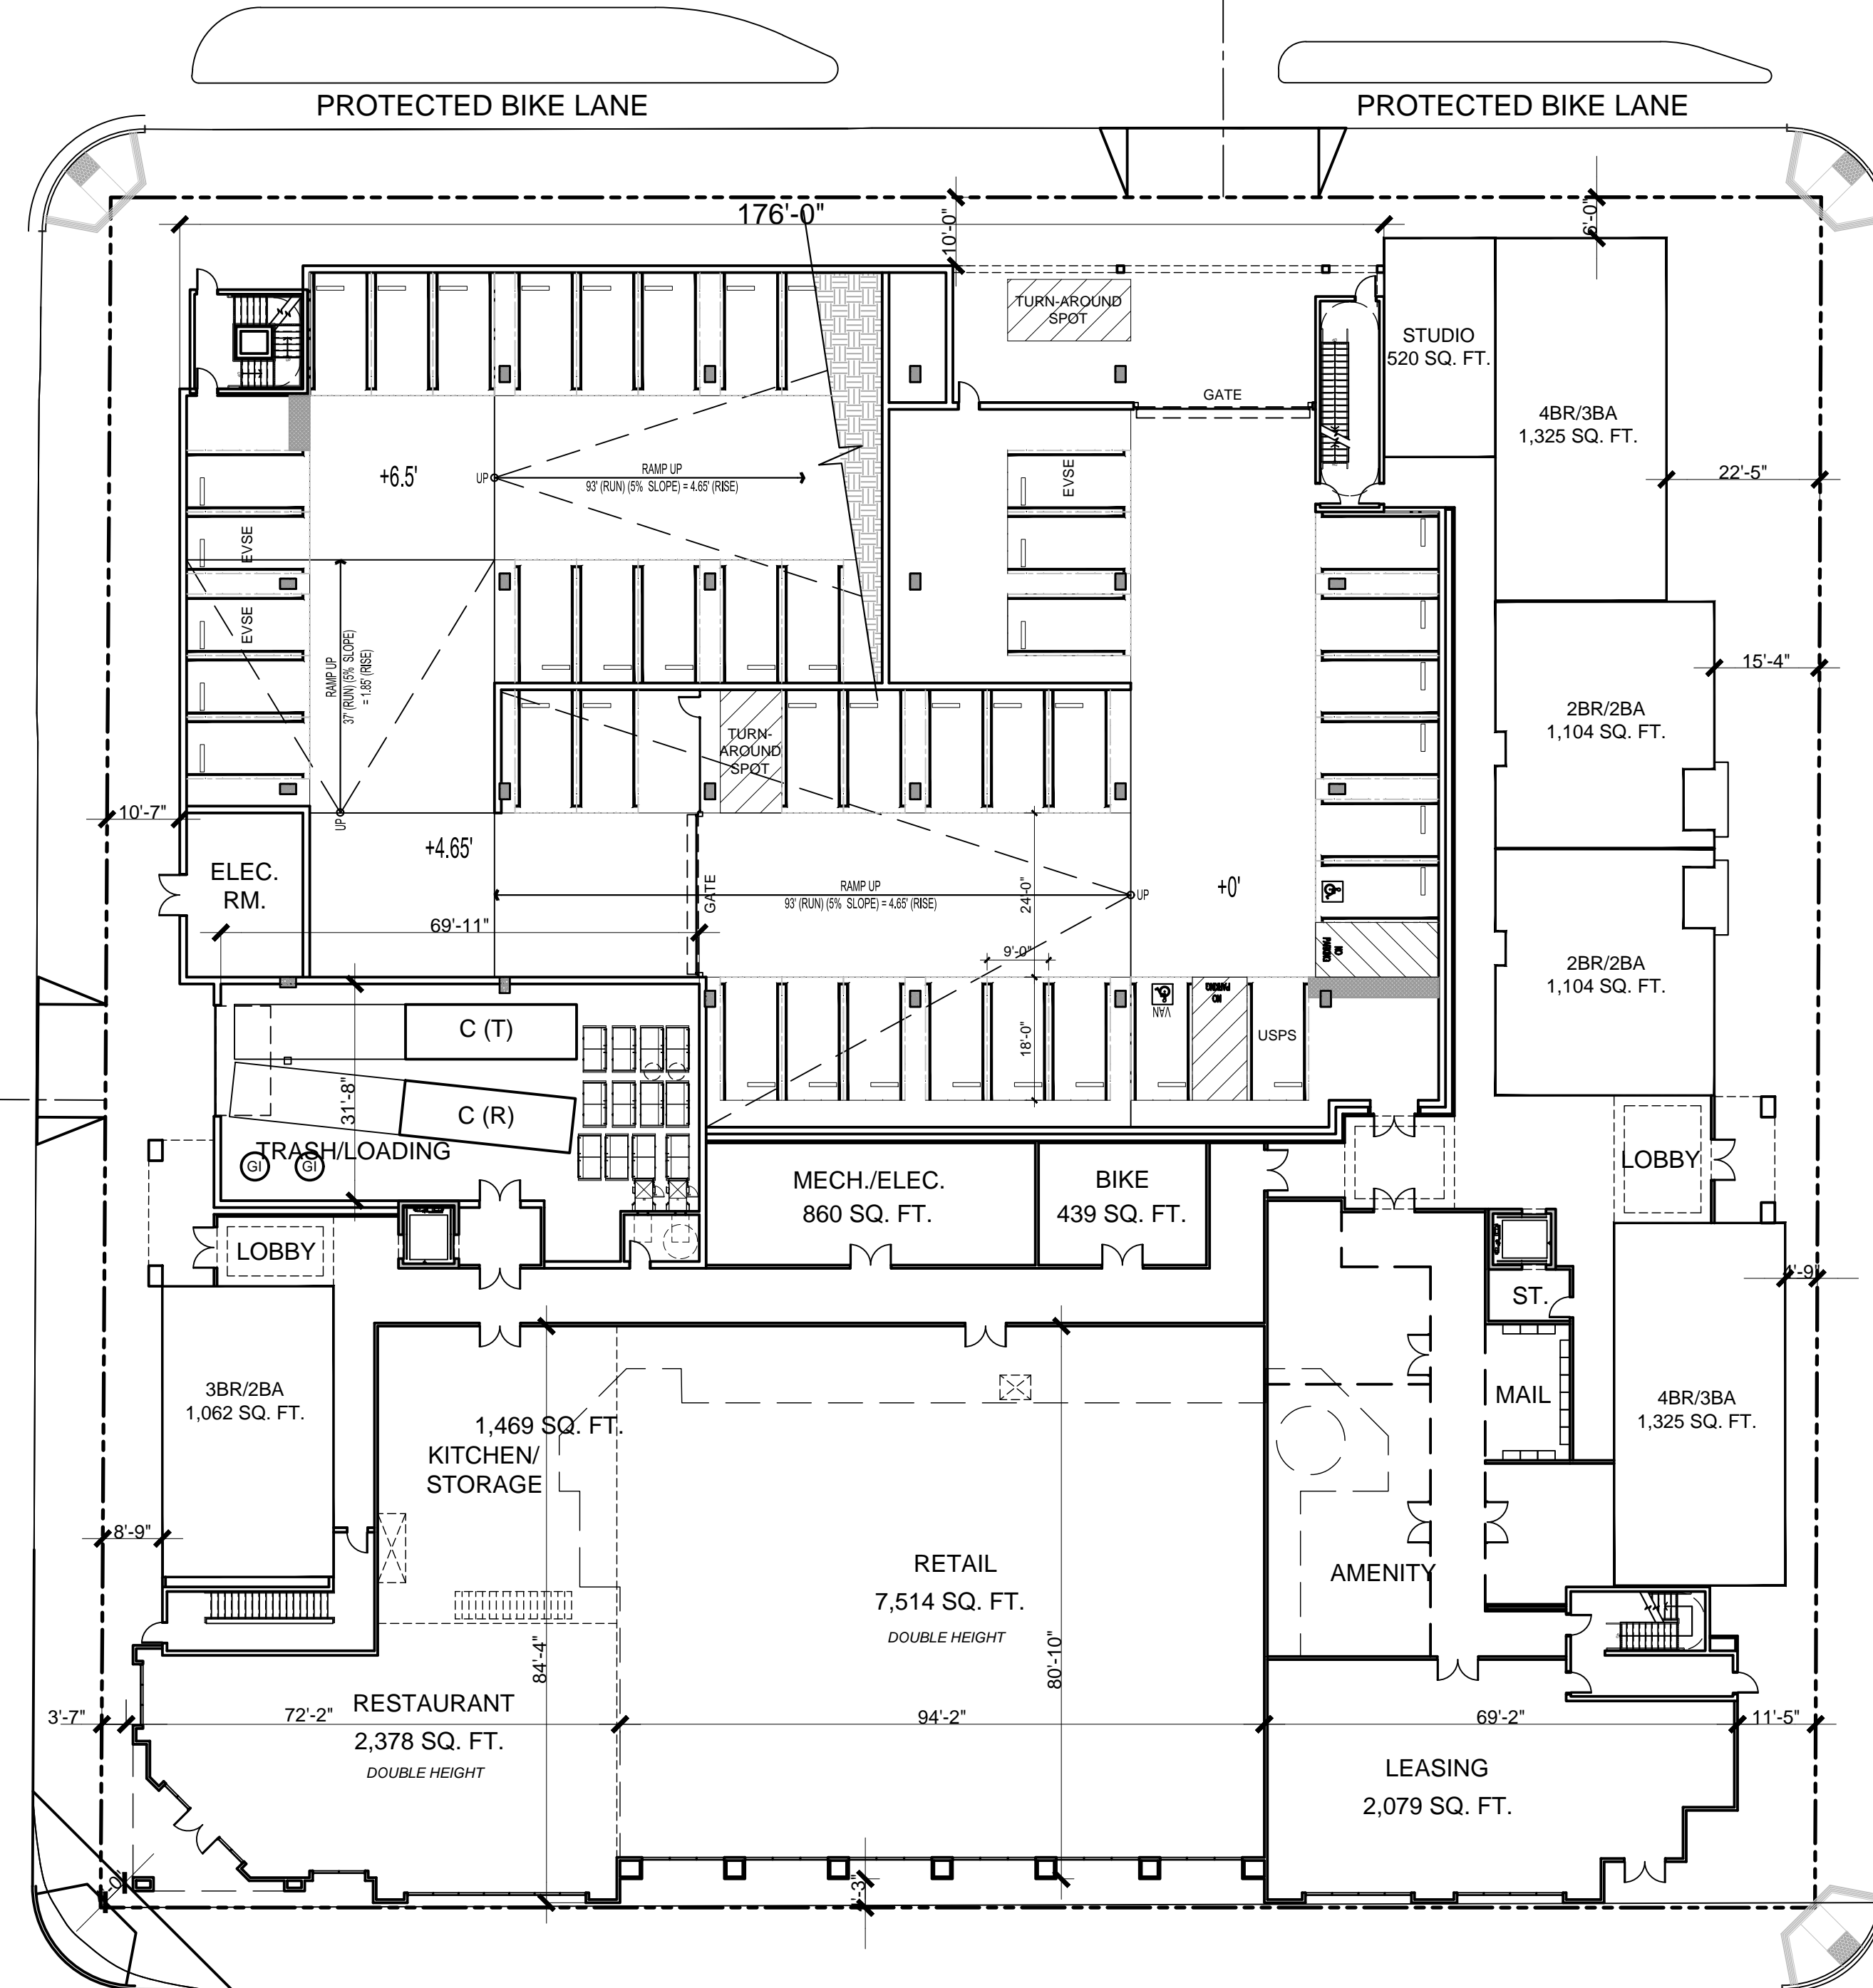 PROTECTED BIKE LANE
PROTECTED BIKE LANE
176'-0"
10'-0"
6'-0"
TURN-AROUND
SPOT
STUDIO
520 SQ. FT.
GATE
4BR/3BA
1,325 SQ. FT.
+6.5'
UP
RAMP UP
93' (RUN) (5% SLOPE) = 4.65' (RISE)
EVSE
22'-5"
EVSE
EVSE
RAMP UP
37' (RUN) (5% SLOPE)
= 1.85' (RISE)
15'-4"
2BR/2BA
1,104 SQ. FT.
TURN-
AROUND
SPOT
10'-7"
UP
+4.65'
ELEC.
RM.
GATE
RAMP UP
93' (RUN) (5% SLOPE) = 4.65' (RISE)
24'-0"
UP
+0'
69'-11"
9'-0"
NO
PARKING
2BR/2BA
1,104 SQ. FT.
C (T)
VAN
NO
PARKING
USPS
18'-0"
31'-8"
C (R)
TRASH/LOADING
GI
GI
MECH./ELEC.
860 SQ. FT.
BIKE
439 SQ. FT.
LOBBY
LOBBY
4'-9"
ST.
3BR/2BA
1,062 SQ. FT.
MAIL
4BR/3BA
1,325 SQ. FT.
1,469 SQ. FT.
KITCHEN/
STORAGE
8'-9"
RETAIL
7,514 SQ. FT.
DOUBLE HEIGHT
AMENITY
84'-4"
80'-10"
3'-7"
72'-2"
RESTAURANT
2,378 SQ. FT.
DOUBLE HEIGHT
94'-2"
69'-2"
11'-5"
LEASING
2,079 SQ. FT.